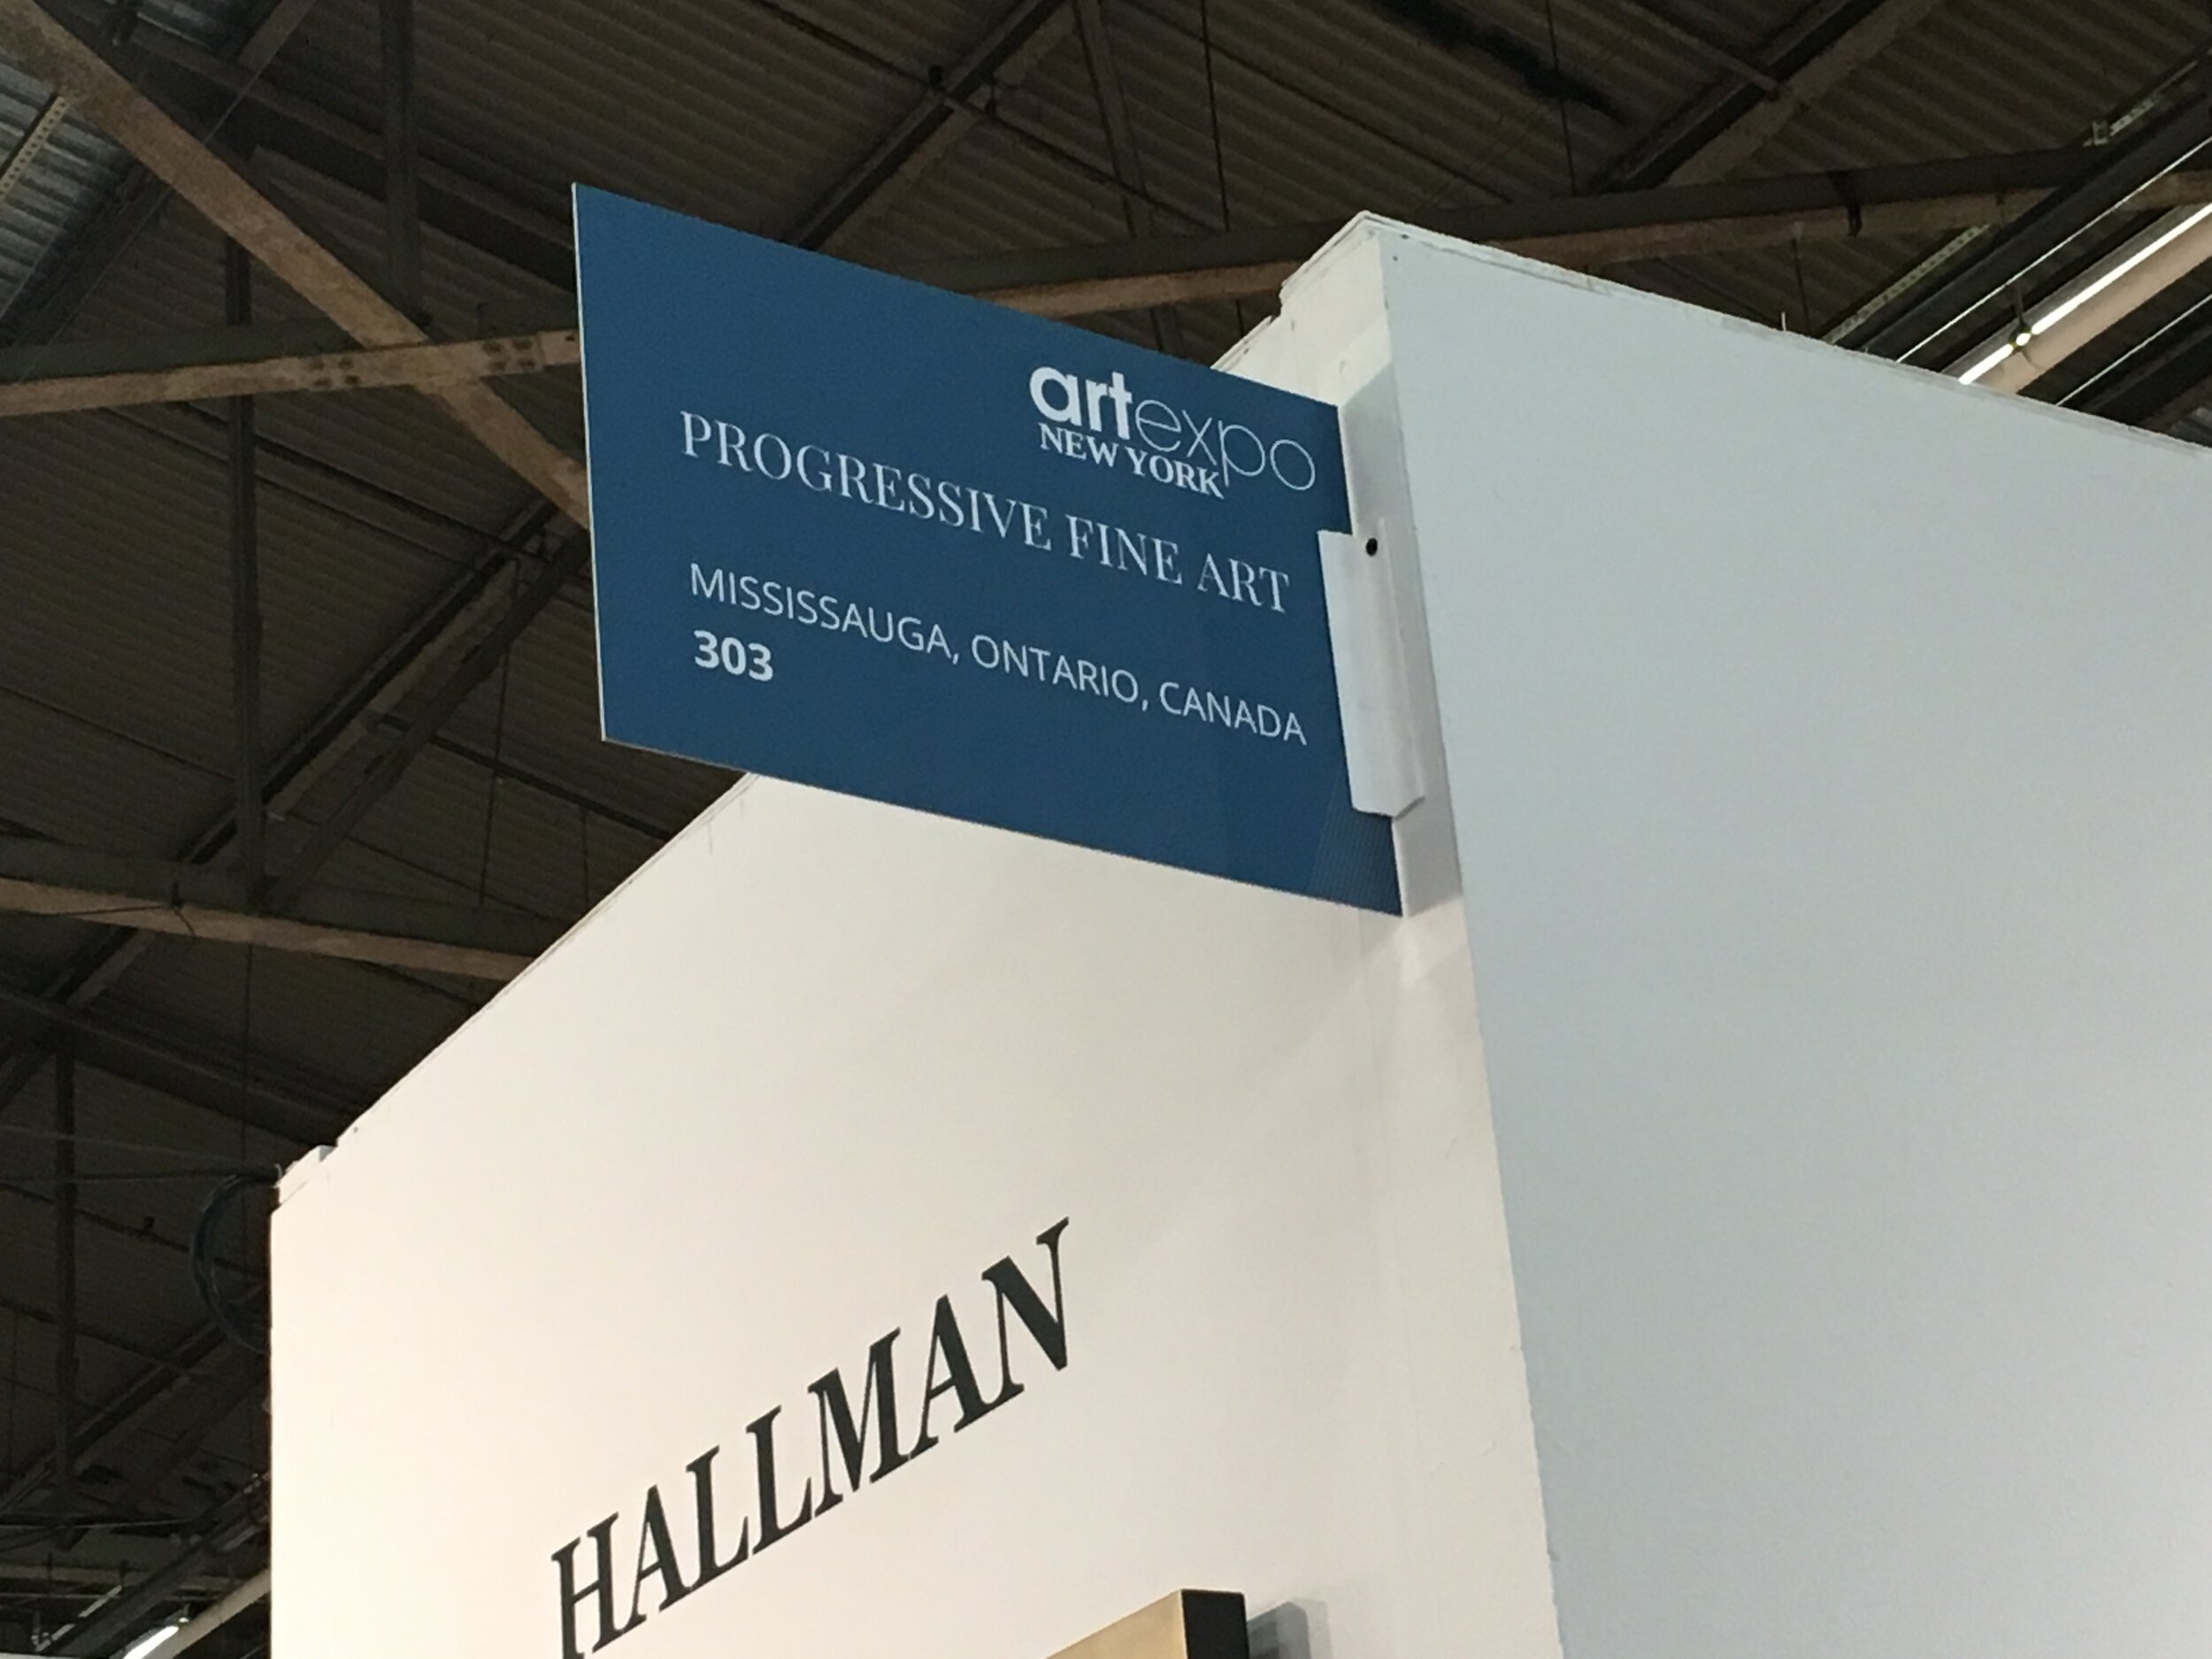 artexpo
NEW YORK
PROGRESSIVE FINE ART
MISSISSAUGA, ONTARIO, CANADA
303
HALLMAN